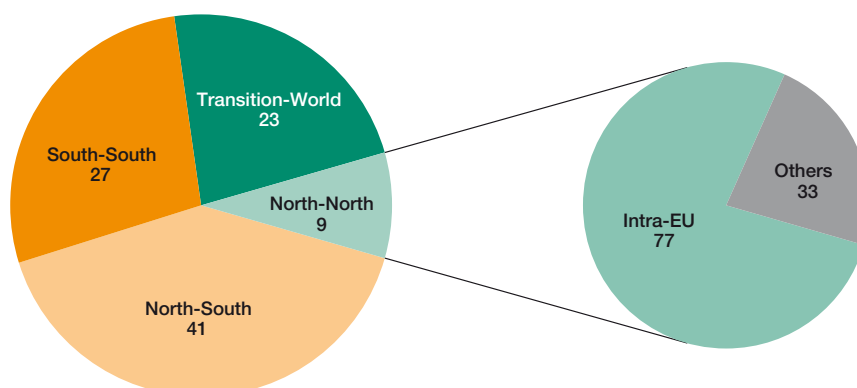 Transition-World
23
South-South
27
North-North
9
North-South
41
Others
33
Intra-EU
77